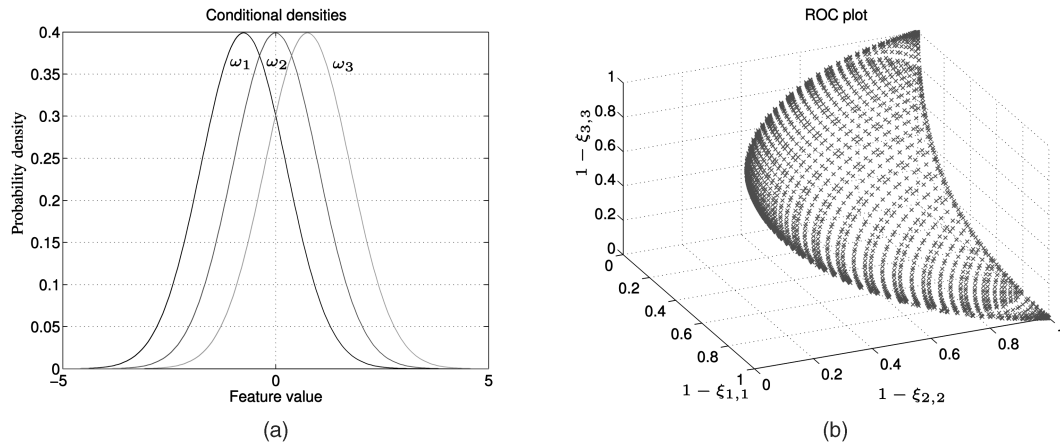 Conditional densities
0.4
0.35
0.3
0.25
0.2
0.15
0.1
0.05
0
Probability density
ω1
ω2
ω3
−5
0
5
Feature value
(a)
ROC plot
1
0.8
0.6
0.4
0.2
0
1 − ξ3,3
0
0.2
0.4
0.6
0.8
1
1 − ξ1,1
0
0.2
0.4
0.6
0.8
1
1 − ξ2,2
(b)